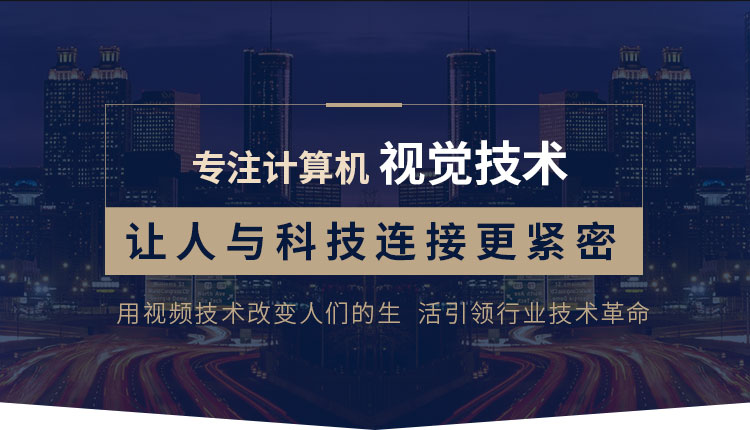 专注计算机 视觉技术
让人与科技连接更紧密
用视频技术改变人们的生 活引领行业技术革命